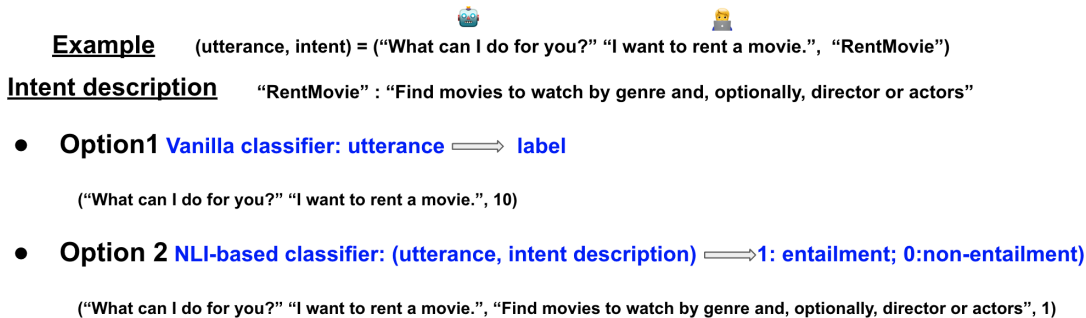 Example (utterance, intent) = (“What can I do for you?” “I want to rent a movie.”, “RentMovie”)
Intent description “RentMovie” : “Find movies to watch by genre and, optionally, director or actors”
● Option1 Vanilla classifier: utterance ⟹ label
(“What can I do for you?” “I want to rent a movie.”, 10)
● Option 2 NLI-based classifier: (utterance, intent description) ⟹ 1: entailment; 0:non-entailment)
(“What can I do for you?” “I want to rent a movie.”, “Find movies to watch by genre and, optionally, director or actors”, 1)